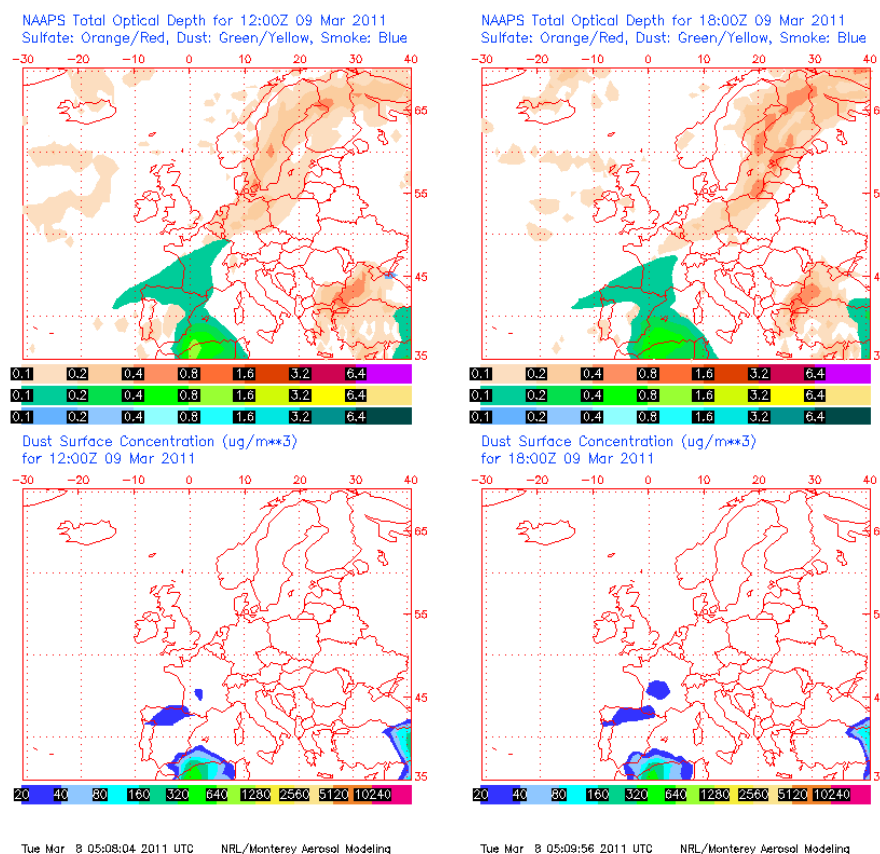 NAAPS Total Optical Depth for 12:00Z 09 Mar 2011
Sulfate: Orange/Red, Dust: Green/Yellow, Smoke: Blue
-30 -20 -10 0 10 20 30 40
65
55
45
35
0.1 0.2 0.4 0.8 1.6 3.2 6.4
0.1 0.2 0.4 0.8 1.6 3.2 6.4
0.1 0.2 0.4 0.8 1.6 3.2 6.4
NAAPS Total Optical Depth for 18:00Z 09 Mar 2011
Sulfate: Orange/Red, Dust: Green/Yellow, Smoke: Blue
-30 -20 -10 0 10 20 30 40
6
5
4
3
0.1 0.2 0.4 0.8 1.6 3.2 6.4
0.1 0.2 0.4 0.8 1.6 3.2 6.4
0.1 0.2 0.4 0.8 1.6 3.2 6.4
Dust Surface Concentration (ug/m**3)
for 12:00Z 09 Mar 2011
-30 -20 -10 0 10 20 30 40
65
55
45
35
20 40 80 160 320 640 1280 2560 5120 10240
Tue Mar 8 05:08:04 2011 UTC NRL/Monterey Aerosol Modeling
Dust Surface Concentration (ug/m**3)
for 18:00Z 09 Mar 2011
-30 -20 -10 0 10 20 30 40
6
5
4
3
20 40 80 160 320 640 1280 2560 5120 10240
Tue Mar 8 05:09:56 2011 UTC NRL/Monterey Aerosol Modeling